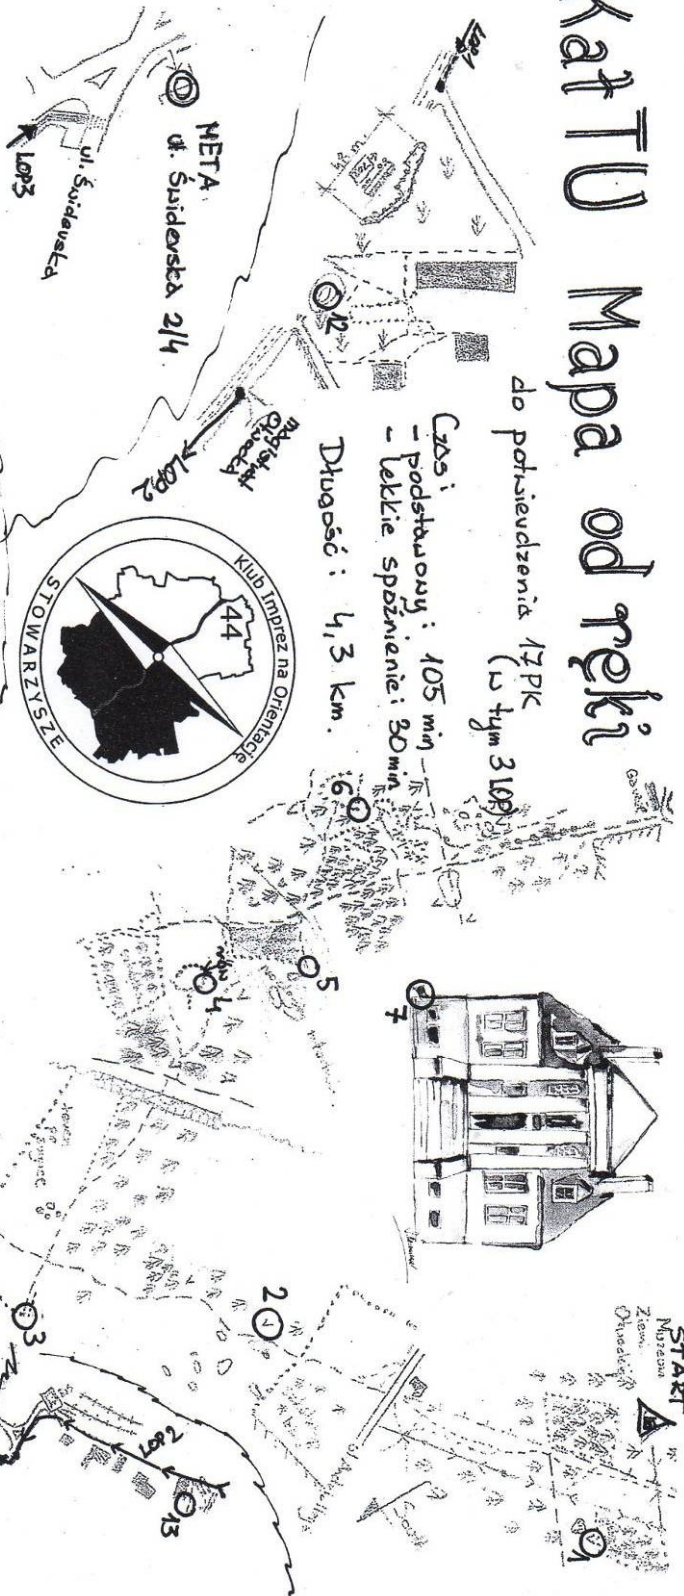 KatTU Mapa od ręki
do potwierdzenia 17 PK
(w tym 3 LOP)
Czas:
- podstawowy: 105 min
- lekkie spóźnienie: 30 min
Długość: 4,3 km.
LOP1
12
LOP2
META
ul. Świderska 2/4
ul. Świderska
LOP3
Klub Imprez na Orientację
44
STOWARZYSZE
6
5
4
7
START
Muzeum
Ziemi
Otwockiej
1
2
3
LOP2
13
N